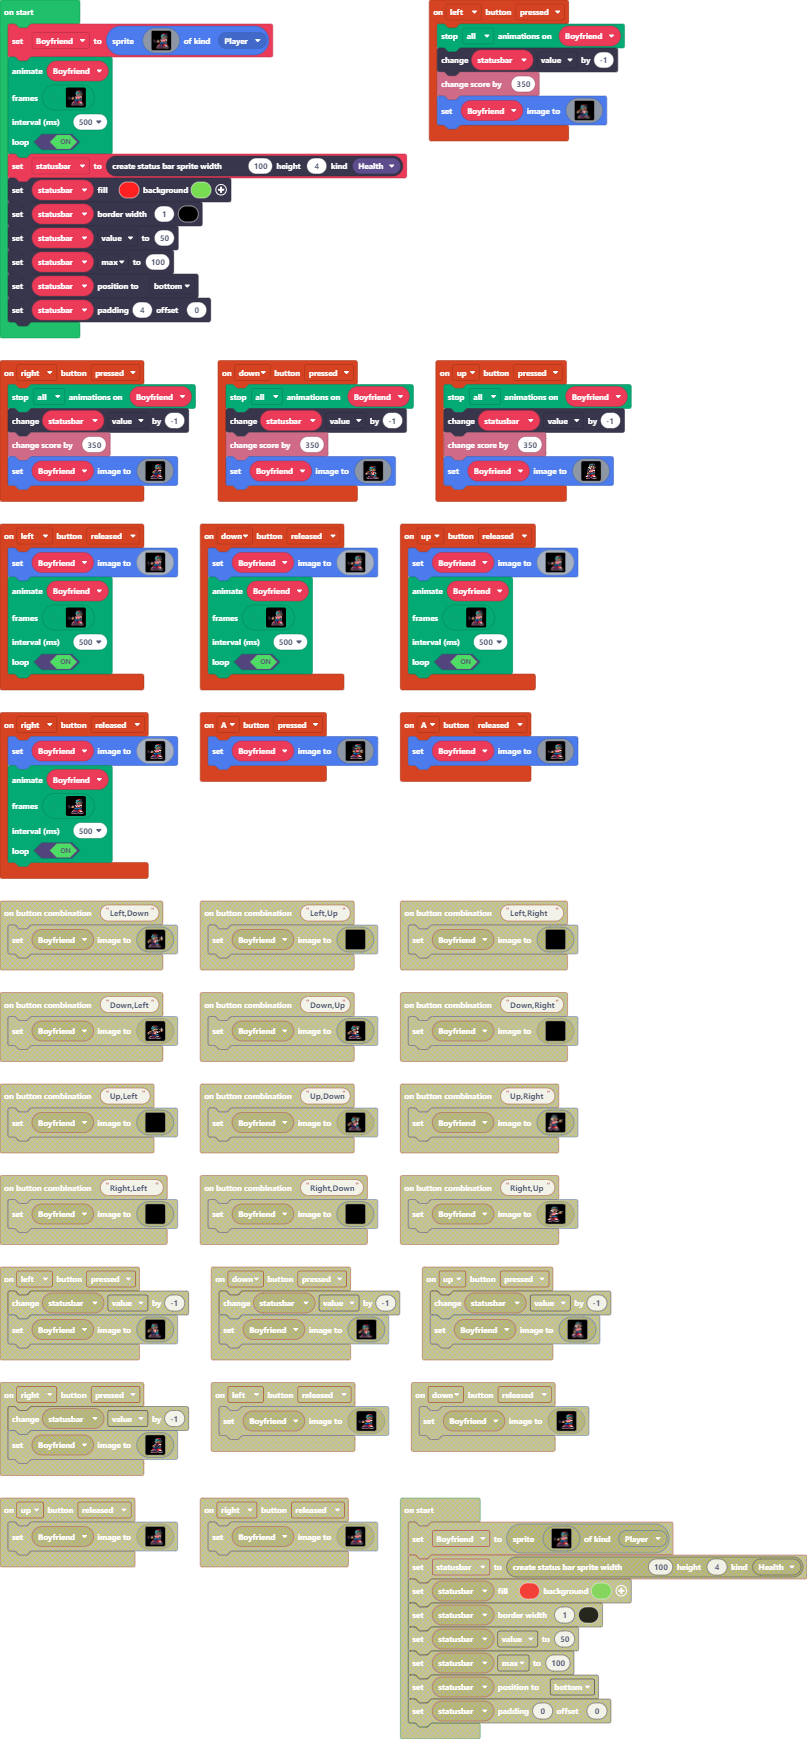 on start
set Boyfriend to sprite of kind Player
animate Boyfriend
frames
interval (ms) 500
loop ON
set statusbar to create status bar sprite width 100 height 4 kind Health
set statusbar fill background
set statusbar border width 1
set statusbar value to 50
set statusbar max to 100
set statusbar position to bottom
set statusbar padding 4 offset 0
on left button pressed
stop all animations on Boyfriend
change statusbar value by -1
change score by 350
set Boyfriend image to
on right button pressed
stop all animations on Boyfriend
change statusbar value by -1
change score by 350
set Boyfriend image to
on down button pressed
stop all animations on Boyfriend
change statusbar value by -1
change score by 350
set Boyfriend image to
on up button pressed
stop all animations on Boyfriend
change statusbar value by -1
change score by 350
set Boyfriend image to
on left button released
set Boyfriend image to
animate Boyfriend
frames
interval (ms) 500
loop ON
on down button released
set Boyfriend image to
animate Boyfriend
frames
interval (ms) 500
loop ON
on up button released
set Boyfriend image to
animate Boyfriend
frames
interval (ms) 500
loop ON
on right button released
set Boyfriend image to
animate Boyfriend
frames
interval (ms) 500
loop ON
on A button pressed
set Boyfriend image to
on A button released
set Boyfriend image to
on button combination "Left,Down"
set Boyfriend image to
on button combination "Left,Up"
set Boyfriend image to
on button combination "Left,Right"
set Boyfriend image to
on button combination "Down,Left"
set Boyfriend image to
on button combination "Down,Up"
set Boyfriend image to
on button combination "Down,Right"
set Boyfriend image to
on button combination "Up,Left"
set Boyfriend image to
on button combination "Up,Down"
set Boyfriend image to
on button combination "Up,Right"
set Boyfriend image to
on button combination "Right,Left"
set Boyfriend image to
on button combination "Right,Down"
set Boyfriend image to
on button combination "Right,Up"
set Boyfriend image to
on left button pressed
change statusbar value by -1
set Boyfriend image to
on down button pressed
change statusbar value by -1
set Boyfriend image to
on up button pressed
change statusbar value by -1
set Boyfriend image to
on right button pressed
change statusbar value by -1
set Boyfriend image to
on left button released
set Boyfriend image to
on down button released
set Boyfriend image to
on up button released
set Boyfriend image to
on right button released
set Boyfriend image to
on start
set Boyfriend to sprite of kind Player
set statusbar to create status bar sprite width 100 height 4 kind Health
set statusbar fill background
set statusbar border width 1
set statusbar value to 50
set statusbar max to 100
set statusbar position to bottom
set statusbar padding 0 offset 0